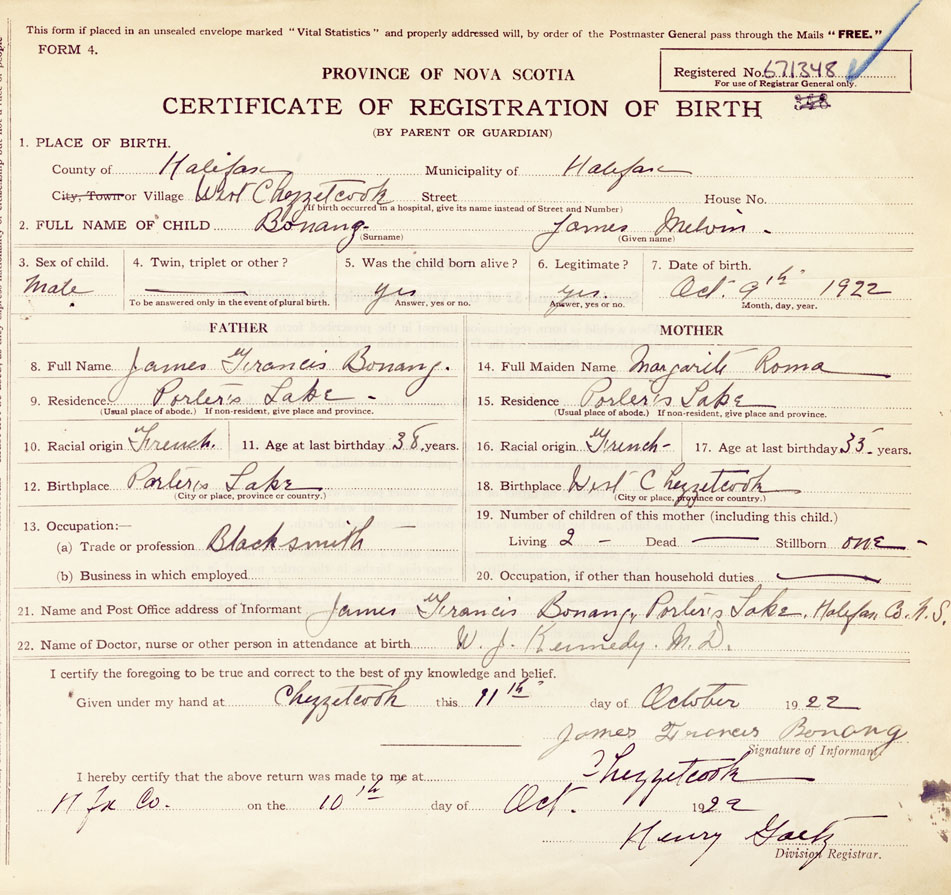 This form if placed in an unsealed envelope marked "Vital Statistics" and properly addressed will, by order of the Postmaster General pass through the Mails "FREE."
FORM 4.
Registered No. 671348
For use of Registrar General only.
PROVINCE OF NOVA SCOTIA
CERTIFICATE OF REGISTRATION OF BIRTH
(BY PARENT OR GUARDIAN)
1. PLACE OF BIRTH.
County of Halifax Municipality of Halifax
City, Town or Village West Chezzetcook Street House No.
(If birth occurred in a hospital, give its name instead of Street and Number)
2. FULL NAME OF CHILD Bonang- James Melvin -
(Surname) (Given name)
3. Sex of child. 4. Twin, triplet or other? 5. Was the child born alive? 6. Legitimate? 7. Date of birth.
Male yes yes. Oct. 9th 1922
To be answered only in the event of plural birth. Answer, yes or no. Answer, yes or no. Month, day, year.
FATHER MOTHER
8. Full Name James Francis Bonang. 14. Full Maiden Name Margarite Roma
9. Residence Porter's Lake - 15. Residence Porter's Lake
(Usual place of abode.) If non-resident, give place and province. (Usual place of abode.) If non-resident, give place and province.
10. Racial origin French. 11. Age at last birthday 38. years. 16. Racial origin French- 17. Age at last birthday 35- years.
12. Birthplace Porter's Lake 18. Birthplace West Chezzetcook
(City or place, province or country.) (City or place, province or country.)
13. Occupation:— 19. Number of children of this mother (including this child.)
(a) Trade or profession Blacksmith Living 2 - Dead Stillborn one -
(b) Business in which employed 20. Occupation, if other than household duties
21. Name and Post Office address of Informant James Francis Bonang, Porter's Lake. Halifax Co. N.S.
22. Name of Doctor, nurse or other person in attendance at birth W. J. Kennedy. M.D.
I certify the foregoing to be true and correct to the best of my knowledge and belief.
Given under my hand at Chezzetcook this 11th day of October 1922
James Francis Bonang
Signature of Informant
I hereby certify that the above return was made to me at Chezzetcook
Hfx Co. on the 10th day of Oct. 1922
Henry
Division Registrar.